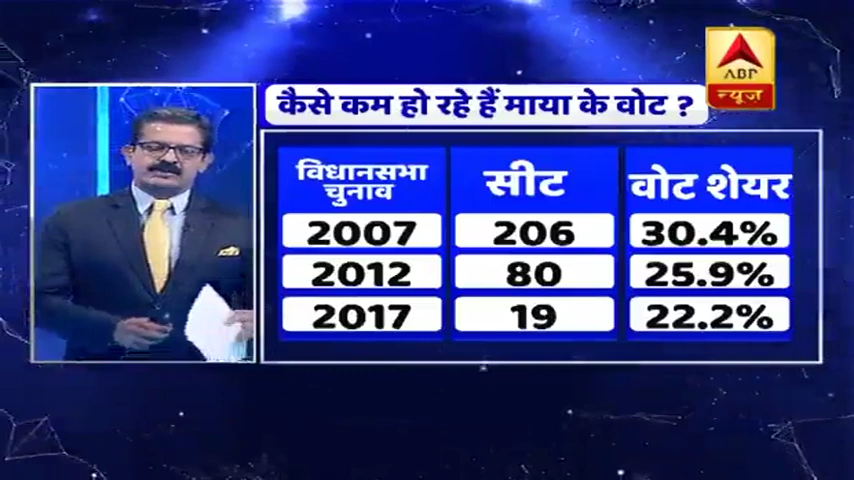 ABP
न्यूज़
कैसे कम हो रहे हैं माया के वोट ?
विधानसभा चुनाव सीट वोट शेयर
2007 206 30.4%
2012 80 25.9%
2017 19 22.2%